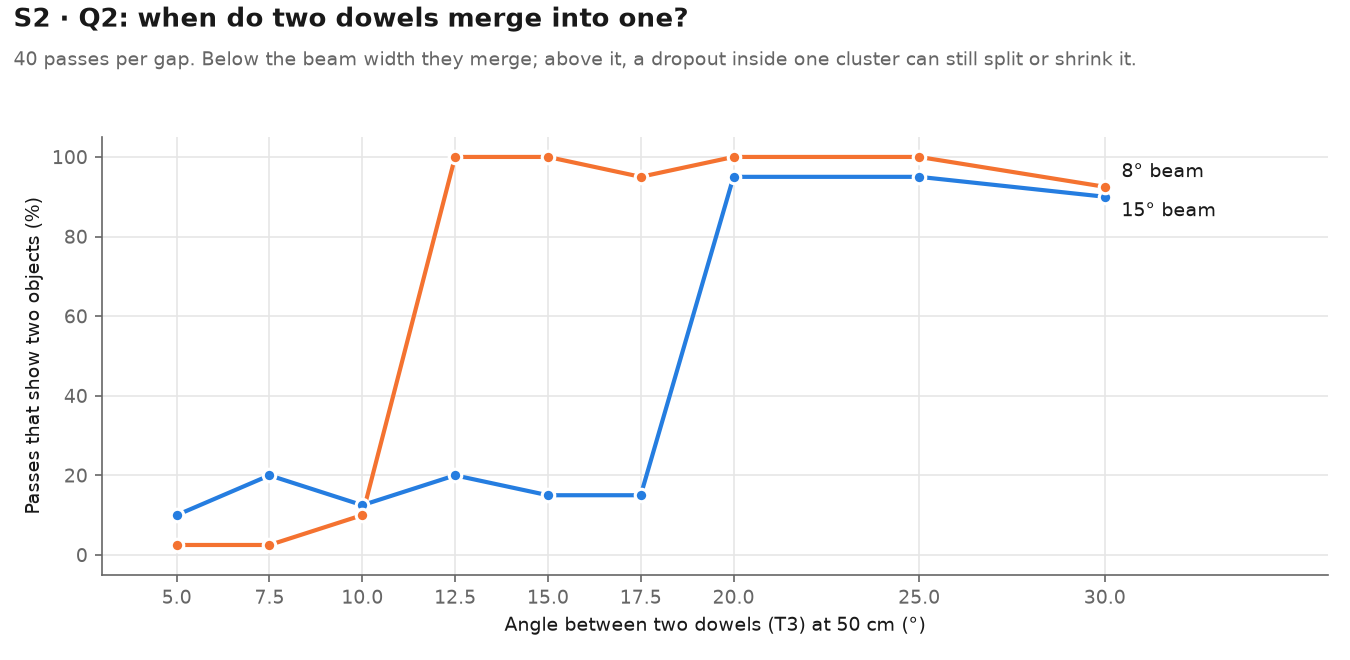 S2 · Q2: when do two dowels merge into one?
40 passes per gap. Below the beam width they merge; above it, a dropout inside one cluster can still split or shrink it.
Passes that show two objects (%)
100
80
60
40
20
0
8° beam
15° beam
5.0 7.5 10.0 12.5 15.0 17.5 20.0 25.0 30.0
Angle between two dowels (T3) at 50 cm (°)